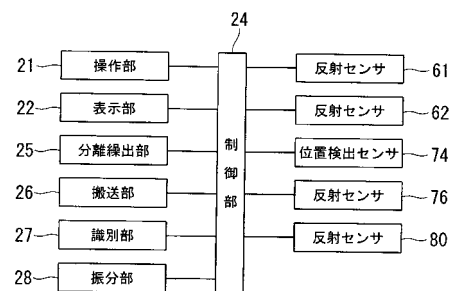 24
21 操作部
22 表示部
25 分離繰出部
26 搬送部
27 識別部
28 振分部
制御部
反射センサ 61
反射センサ 62
位置検出センサ 74
反射センサ 76
反射センサ 80